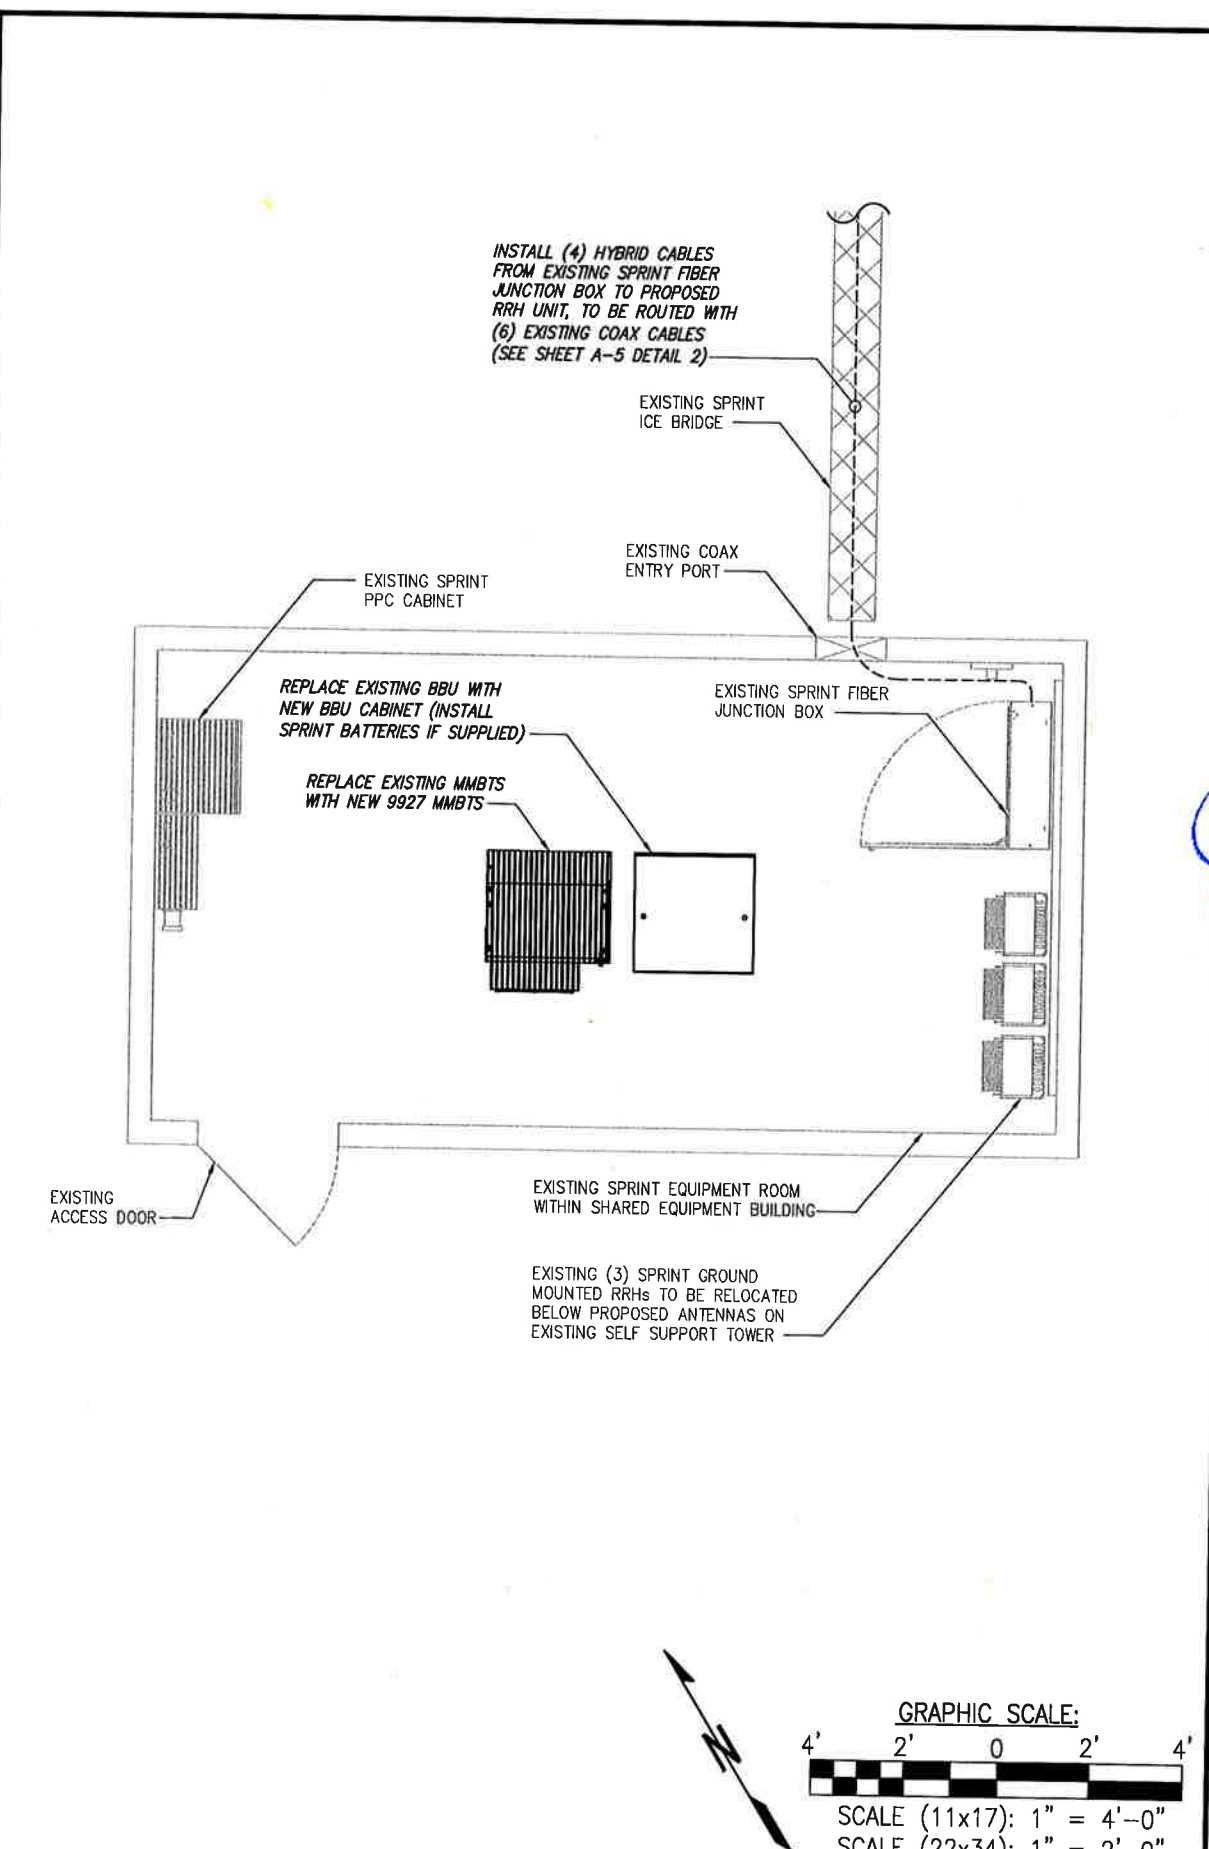 INSTALL (4) HYBRID CABLES
FROM EXISTING SPRINT FIBER
JUNCTION BOX TO PROPOSED
RRH UNIT, TO BE ROUTED WITH
(6) EXISTING COAX CABLES
(SEE SHEET A-5 DETAIL 2)
EXISTING SPRINT
ICE BRIDGE
EXISTING COAX
ENTRY PORT
EXISTING SPRINT
PPC CABINET
REPLACE EXISTING BBU WITH
NEW BBU CABINET (INSTALL
SPRINT BATTERIES IF SUPPLIED)
EXISTING SPRINT FIBER
JUNCTION BOX
REPLACE EXISTING MMBTS
WITH NEW 9927 MMBTS
EXISTING
ACCESS DOOR
EXISTING SPRINT EQUIPMENT ROOM
WITHIN SHARED EQUIPMENT BUILDING
EXISTING (3) SPRINT GROUND
MOUNTED RRHs TO BE RELOCATED
BELOW PROPOSED ANTENNAS ON
EXISTING SELF SUPPORT TOWER
N
GRAPHIC SCALE:
4' 2' 0 2' 4'
SCALE (11x17): 1" = 4'-0"
SCALE (22x34): 1" = 2'-0"